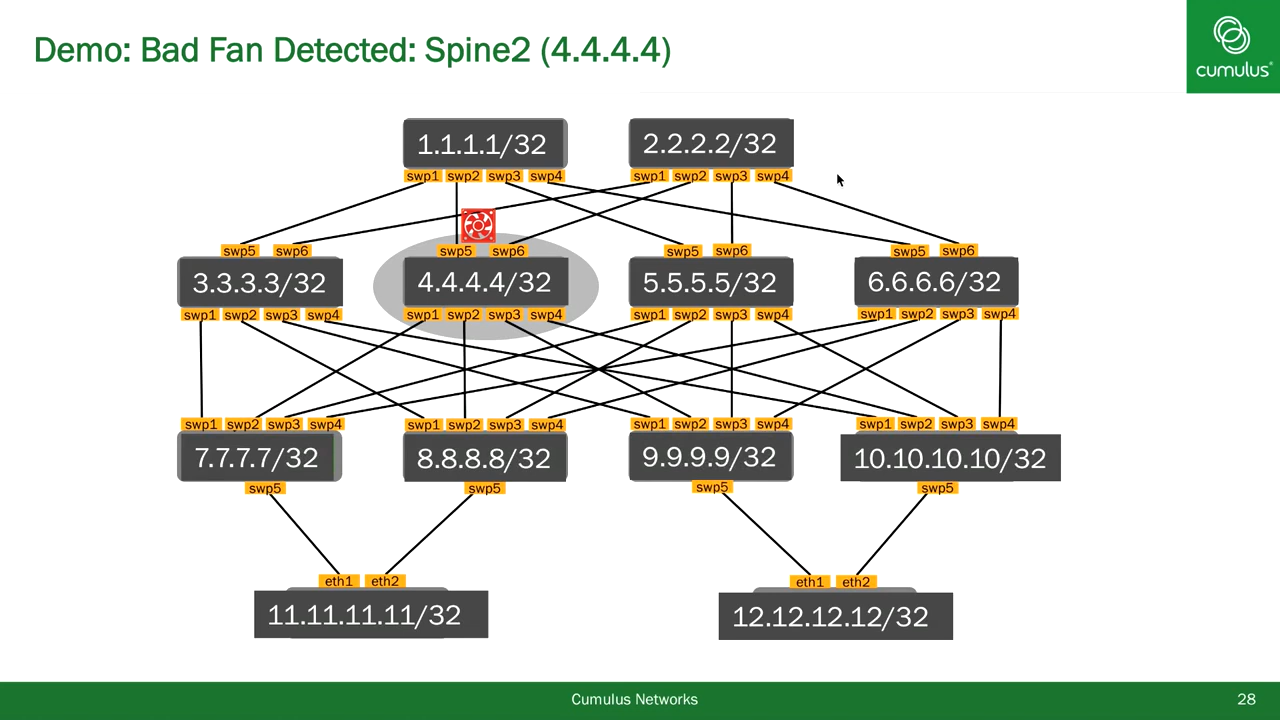 Demo: Bad Fan Detected: Spine2 (4.4.4.4)
cumulus®
1.1.1.1/32 2.2.2.2/32
swp1 swp2 swp3 swp4 swp1 swp2 swp3 swp4
swp5 swp6 swp5 swp6 swp5 swp6 swp5 swp6
3.3.3.3/32 4.4.4.4/32 5.5.5.5/32 6.6.6.6/32
swp1 swp2 swp3 swp4 swp1 swp2 swp3 swp4 swp1 swp2 swp3 swp4 swp1 swp2 swp3 swp4
swp1 swp2 swp3 swp4 swp1 swp2 swp3 swp4 swp1 swp2 swp3 swp4 swp1 swp2 swp3 swp4
7.7.7.7/32 8.8.8.8/32 9.9.9.9/32 10.10.10.10/32
swp5 swp5 swp5 swp5
eth1 eth2 eth1 eth2
11.11.11.11/32 12.12.12.12/32
Cumulus Networks 28